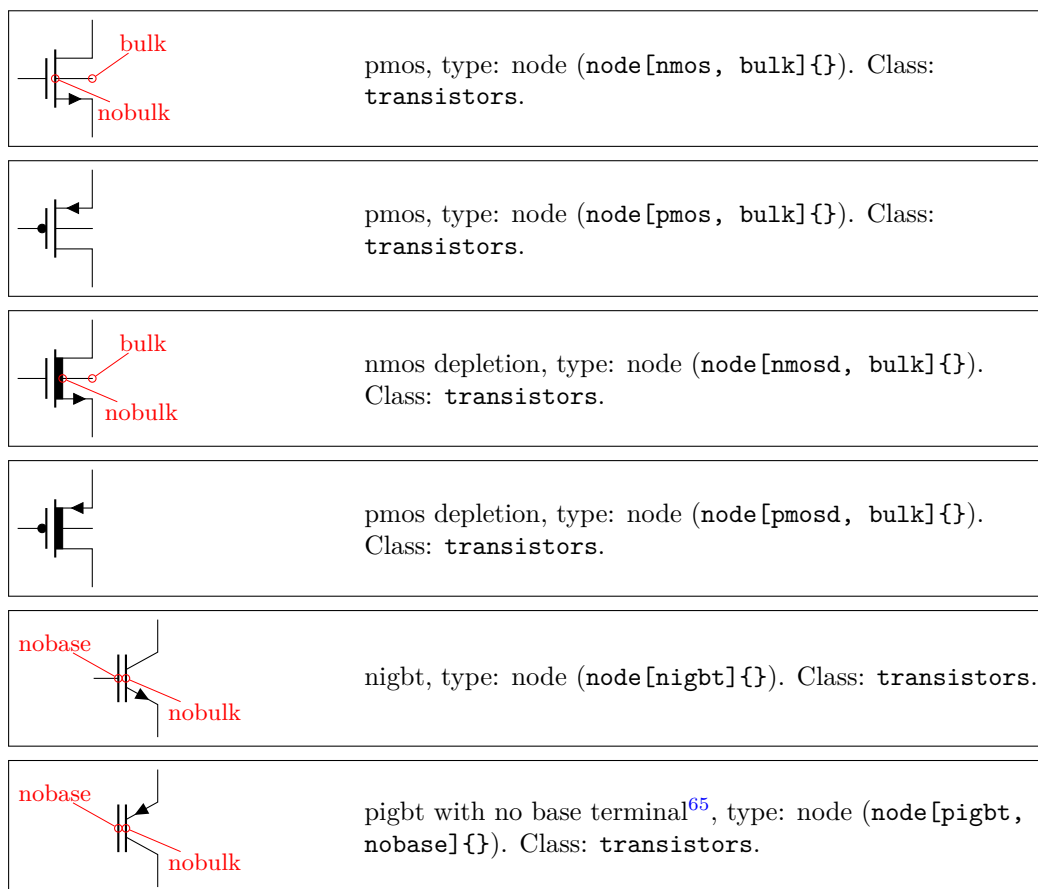 bulk
nobulk
pmos, type: node (node[nmos, bulk]{}). Class:
transistors.
pmos, type: node (node[pmos, bulk]{}). Class:
transistors.
bulk
nobulk
nmos depletion, type: node (node[nmosd, bulk]{}).
Class: transistors.
pmos depletion, type: node (node[pmosd, bulk]{}).
Class: transistors.
nobase
nobulk
nigbt, type: node (node[nigbt]{}). Class: transistors.
nobase
nobulk
pigbt with no base terminal65, type: node (node[pigbt,
nobase]{}). Class: transistors.